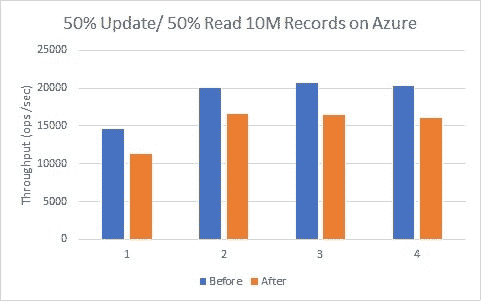 50% Update/ 50% Read 10M Records on Azure
Throughput (ops /sec)
25000
20000
15000
10000
5000
0
1 2 3 4
Before After